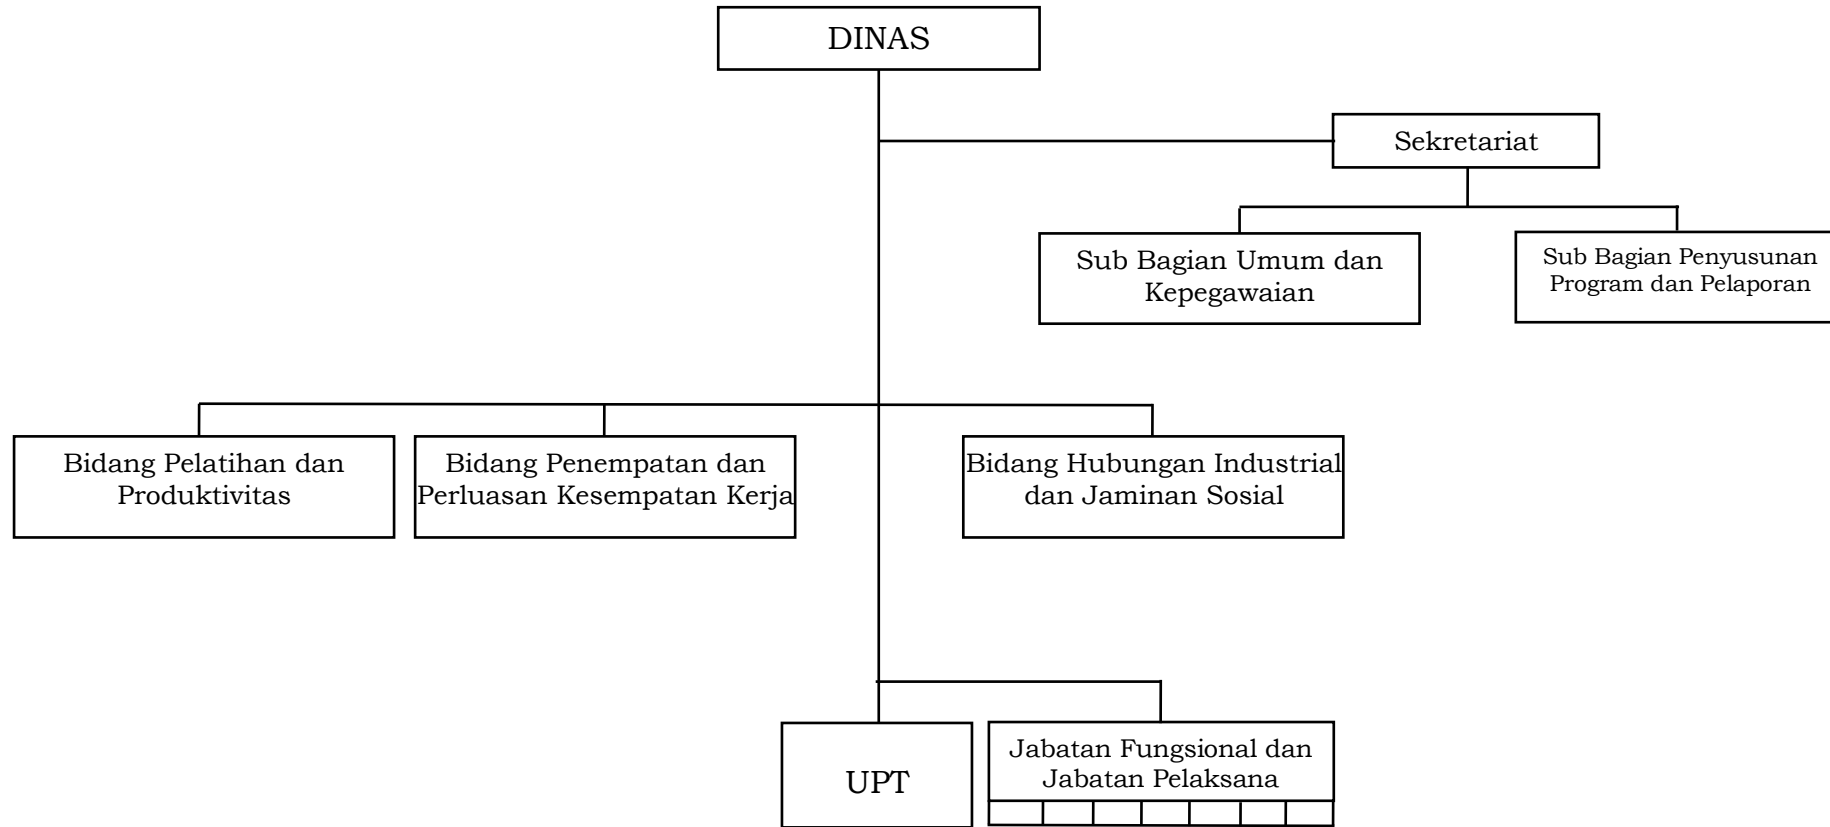 DINAS
Sekretariat
Sub Bagian Umum dan
Kepegawaian
Sub Bagian Penyusunan
Program dan Pelaporan
Bidang Pelatihan dan
Produktivitas
Bidang Penempatan dan
Perluasan Kesempatan Kerja
Bidang Hubungan Industrial
dan Jaminan Sosial
UPT
Jabatan Fungsional dan
Jabatan Pelaksana